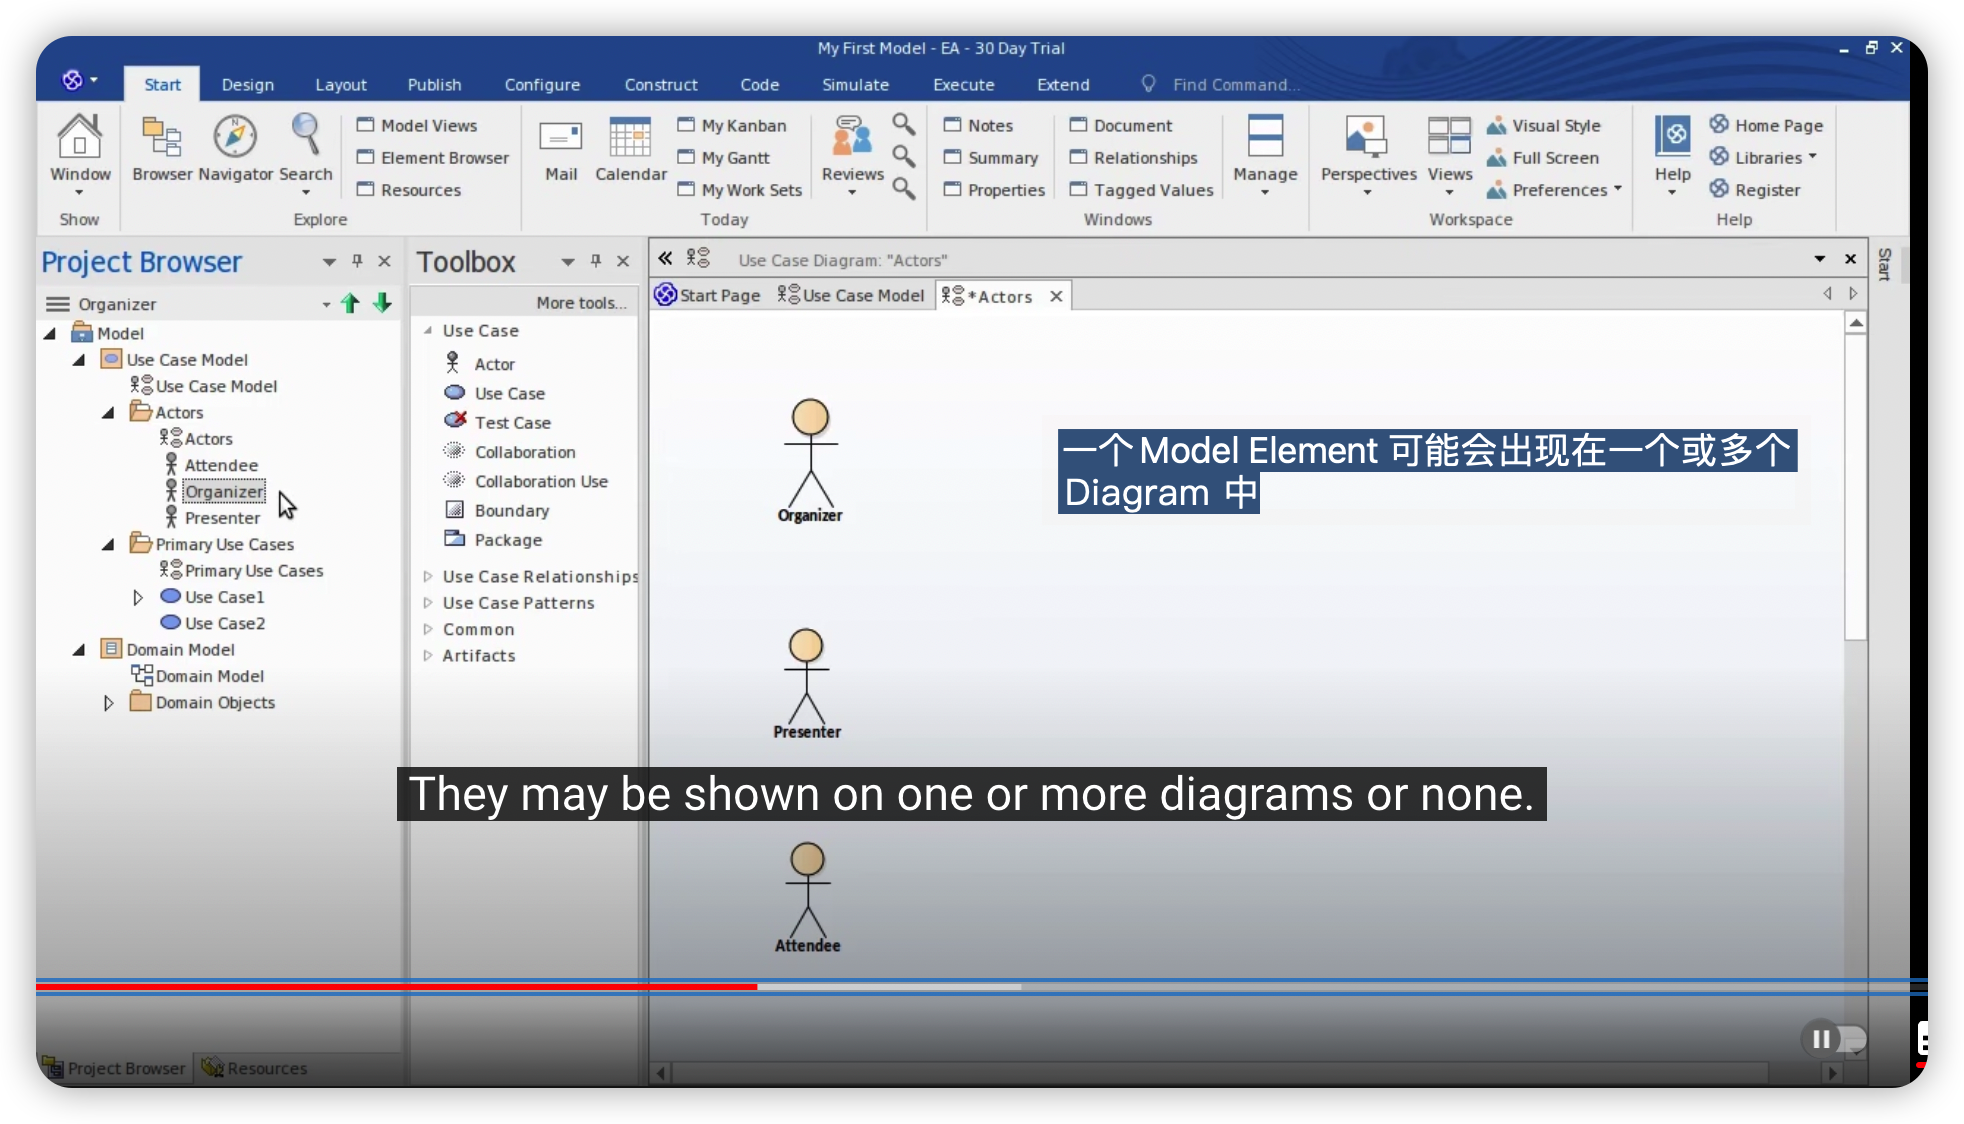 My First Model - EA - 30 Day Trial
Start Design Layout Publish Configure Construct Code Simulate Execute Extend Find Command...
Window
Show
Browser Navigator Search
Model Views
Element Browser
Resources
Explore
Mail Calendar
My Kanban
My Gantt
My Work Sets
Today
Reviews
Notes
Summary
Properties
Document
Relationships
Tagged Values
Windows
Manage
Perspectives Views
Visual Style
Full Screen
Preferences
Workspace
Help
Home Page
Libraries
Register
Help
Project Browser
Organizer
Model
Use Case Model
Use Case Model
Actors
Actors
Attendee
Organizer
Presenter
Primary Use Cases
Primary Use Cases
Use Case1
Use Case2
Domain Model
Domain Model
Domain Objects
Project Browser Resources
Toolbox
More tools...
Use Case
Actor
Use Case
Test Case
Collaboration
Collaboration Use
Boundary
Package
Use Case Relationships
Use Case Patterns
Common
Artifacts
Use Case Diagram: "Actors"
Start Page Use Case Model *Actors
Start
Organizer
一个Model Element 可能会出现在一个或多个
Diagram 中
Presenter
They may be shown on one or more diagrams or none.
Attendee